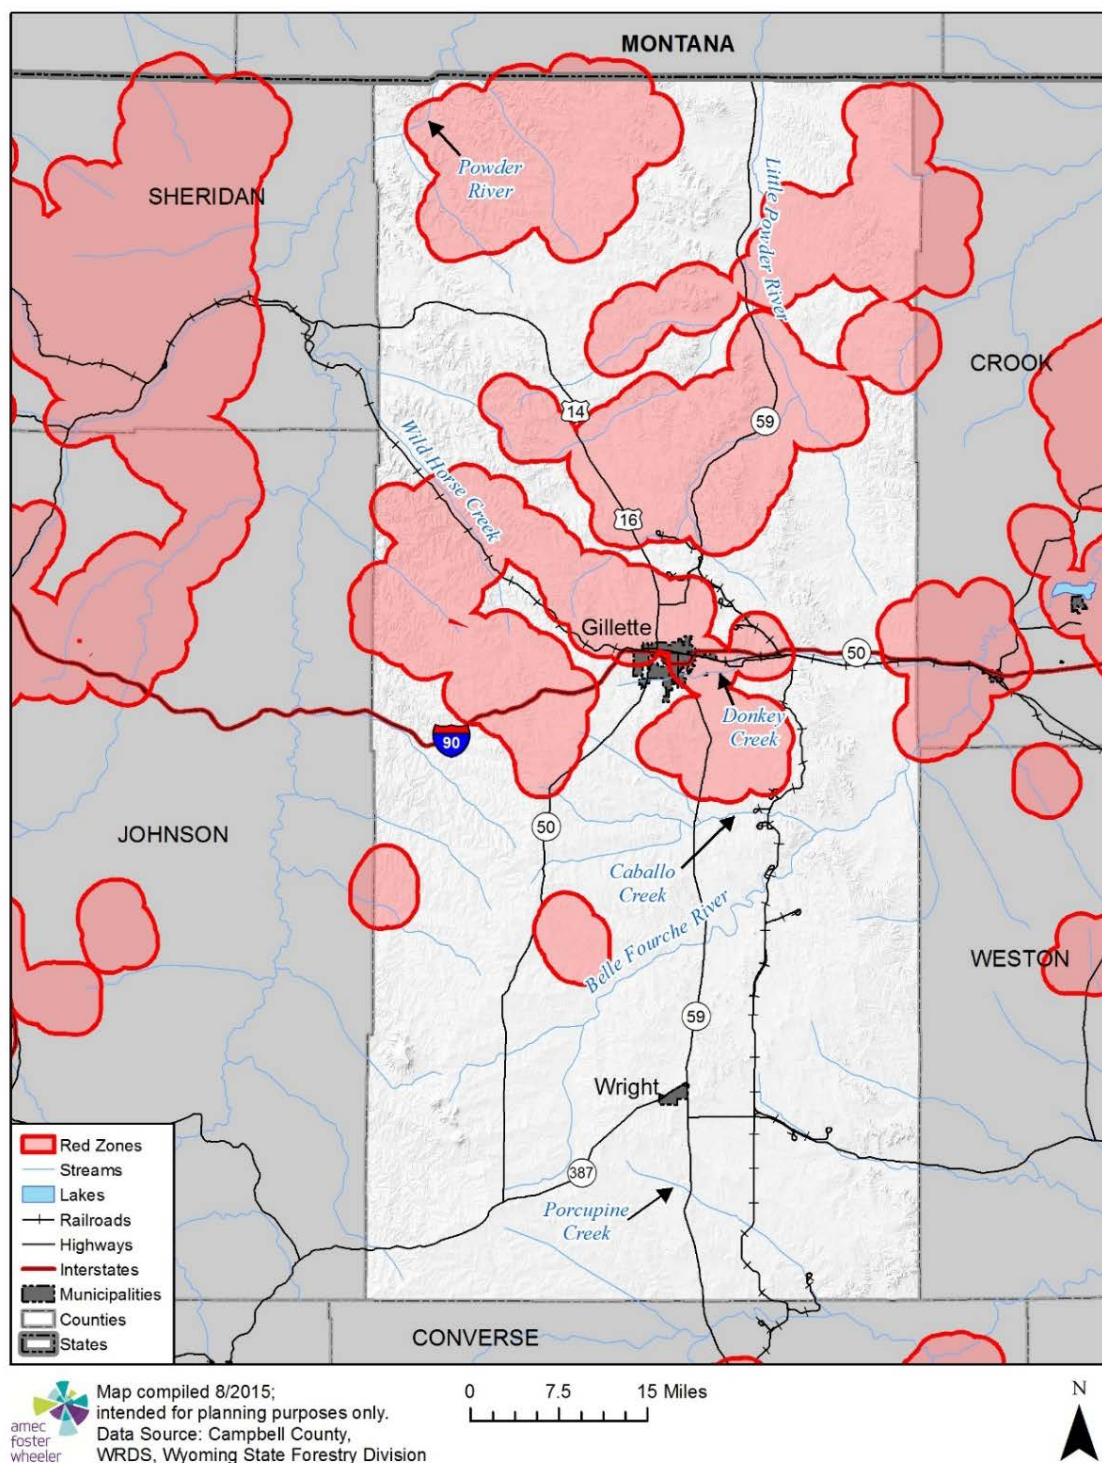 MONTANA
Powder
River
Little Powder River
SHERIDAN
CROOK
14
59
Wild Horse Creek
16
Gillette
50
Donkey
Creek
90
JOHNSON
50
Caballo
Creek
Belle Fourche River
WESTON
59
Wright
387
Porcupine
Creek
CONVERSE
Red Zones
Streams
Lakes
Railroads
Highways
Interstates
Municipalities
Counties
States
amec
foster
wheeler
Map compiled 8/2015;
intended for planning purposes only.
Data Source: Campbell County,
WRDS, Wyoming State Forestry Division
0 7.5 15 Miles
N